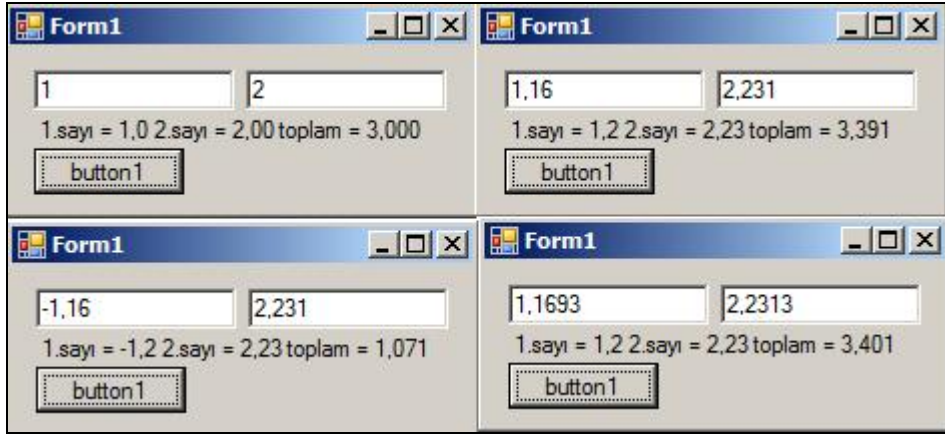 Form1
1 2
1.sayı = 1,0 2.sayı = 2,00 toplam = 3,000
button1
Form1
1,16 2,231
1.sayı = 1,2 2.sayı = 2,23 toplam = 3,391
button1
Form1
-1,16 2,231
1.sayı = -1,2 2.sayı = 2,23 toplam = 1,071
button1
Form1
1,1693 2,2313
1.sayı = 1,2 2.sayı = 2,23 toplam = 3,401
button1